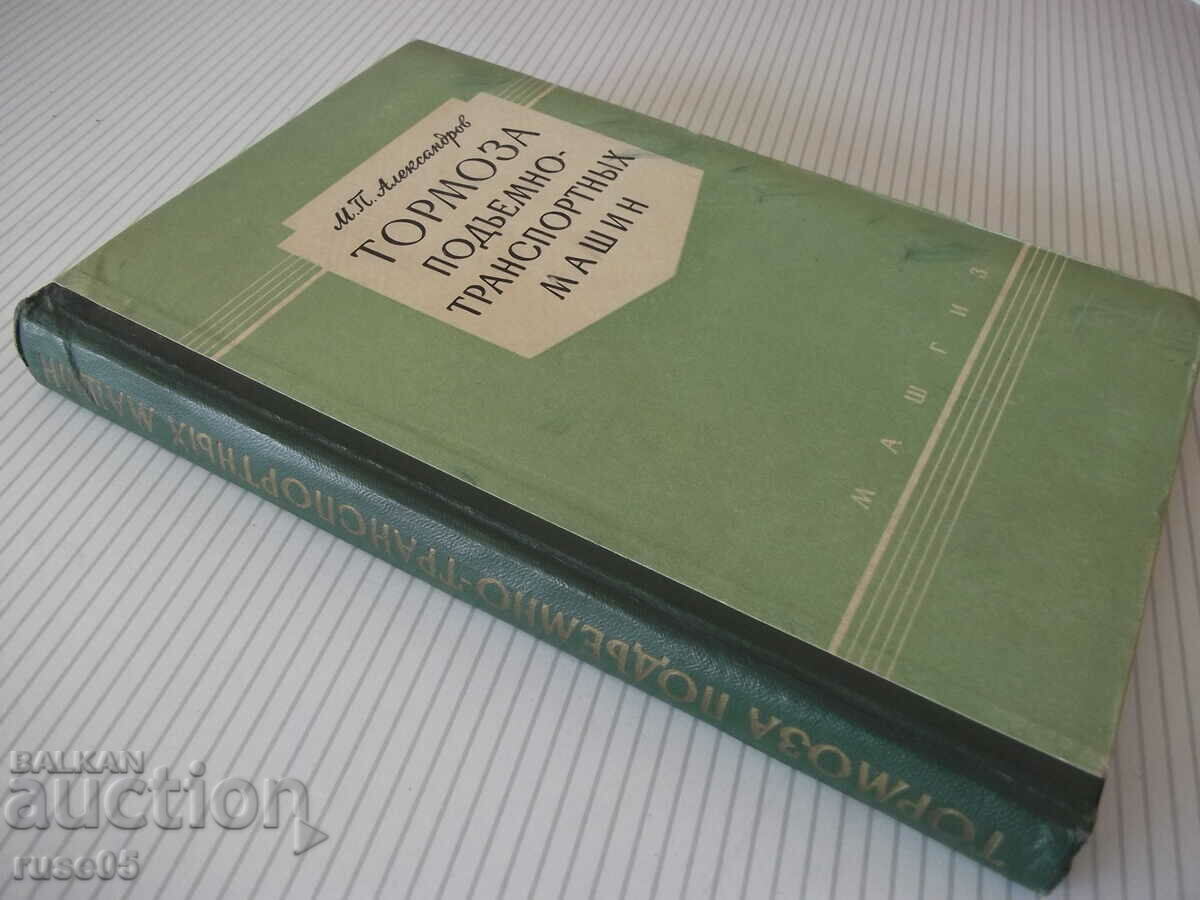 М.П. Александров
ТОРМОЗА
ПОДЪЕМНО-
ТРАНСПОРТНЫХ
МАШИН
МАШГИЗ
ТОРМОЗА ПОДЪЕМНО-ТРАНСПОРТНЫХ МАШИН
BALKAN
auction
ruse05